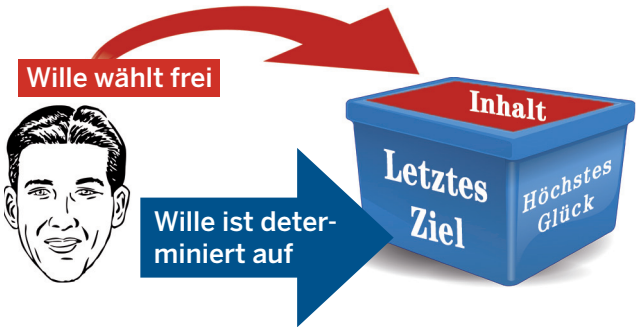 Wille wählt frei
Inhalt
Letztes
Ziel
Höchstes
Glück
Wille ist deter-
miniert auf